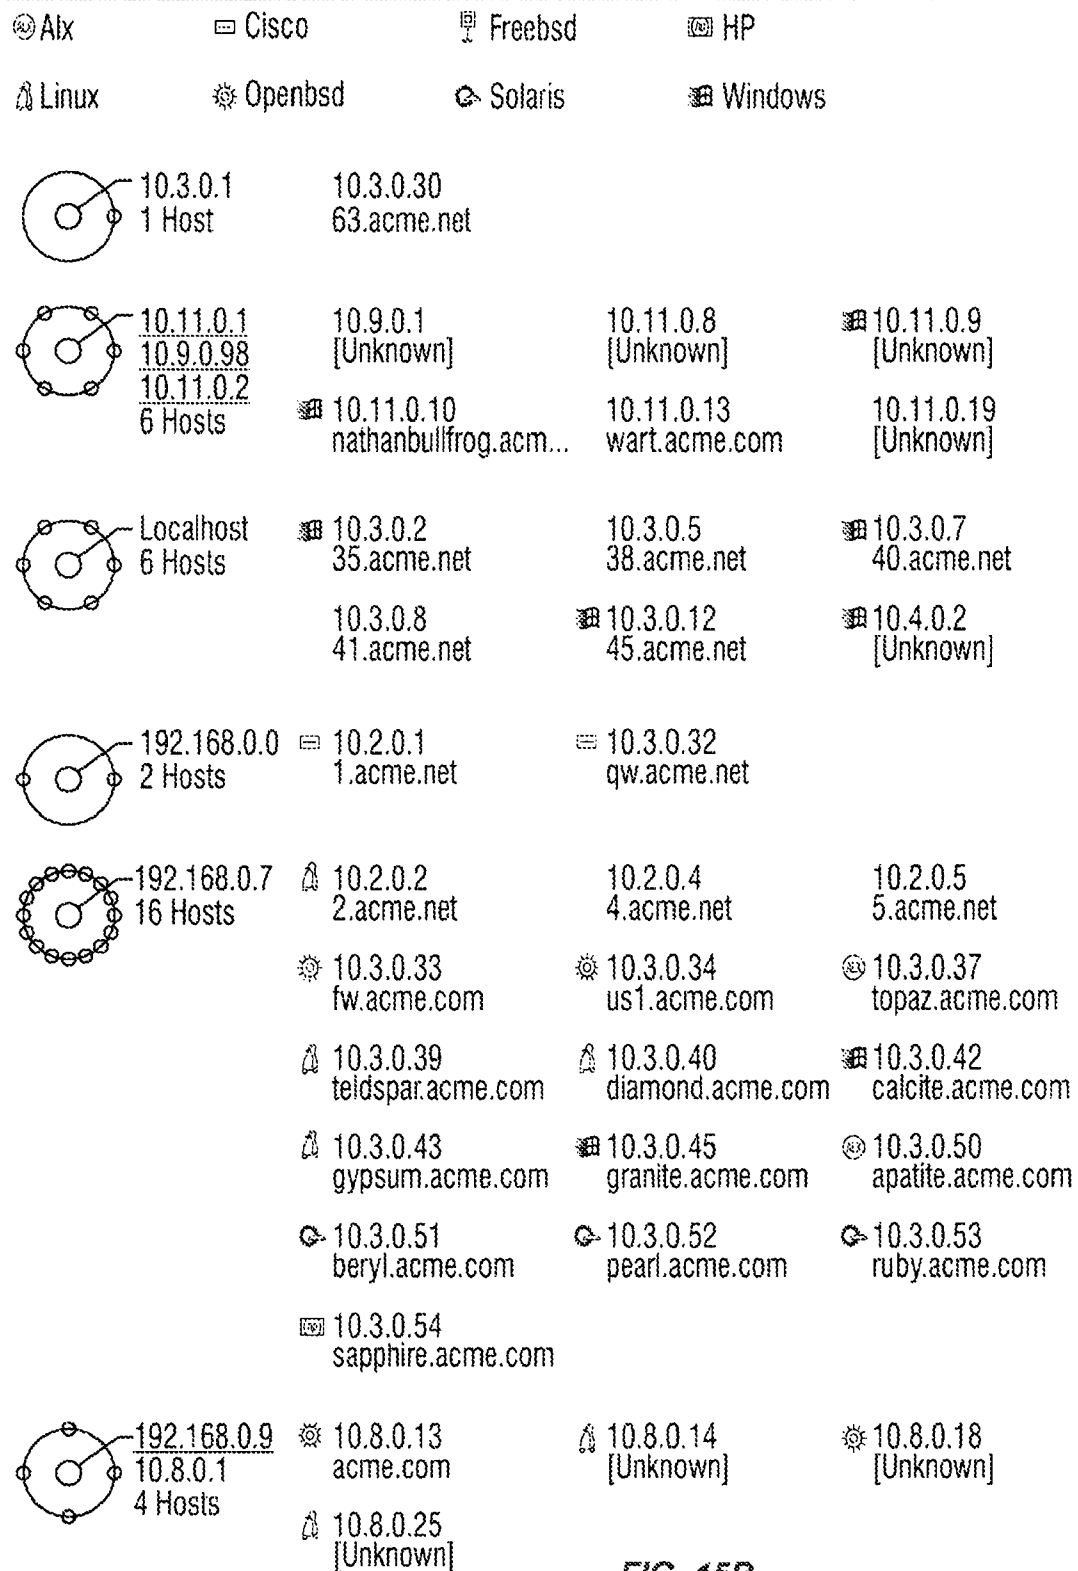 AIx Cisco Freebsd HP
Linux Openbsd Solaris Windows
10.3.0.1 10.3.0.30
1 Host 63.acme.net
10.11.0.1 10.9.0.1 10.11.0.8 10.11.0.9
10.9.0.98 [Unknown] [Unknown] [Unknown]
10.11.0.2 10.11.0.10 10.11.0.13 10.11.0.19
6 Hosts nathanbullfrog.acm... wart.acme.com [Unknown]
Localhost 10.3.0.2 10.3.0.5 10.3.0.7
6 Hosts 35.acme.net 38.acme.net 40.acme.net
10.3.0.8 10.3.0.12 10.4.0.2
41.acme.net 45.acme.net [Unknown]
192.168.0.0 10.2.0.1 10.3.0.32
2 Hosts 1.acme.net qw.acme.net
192.168.0.7 10.2.0.2 10.2.0.4 10.2.0.5
16 Hosts 2.acme.net 4.acme.net 5.acme.net
10.3.0.33 10.3.0.34 10.3.0.37
fw.acme.com us1.acme.com topaz.acme.com
10.3.0.39 10.3.0.40 10.3.0.42
teldspar.acme.com diamond.acme.com calcite.acme.com
10.3.0.43 10.3.0.45 10.3.0.50
gypsum.acme.com granite.acme.com apatite.acme.com
10.3.0.51 10.3.0.52 10.3.0.53
beryl.acme.com pearl.acme.com ruby.acme.com
10.3.0.54
sapphire.acme.com
192.168.0.9 10.8.0.13 10.8.0.14 10.8.0.18
10.8.0.1 acme.com [Unknown] [Unknown]
4 Hosts 10.8.0.25
[Unknown]